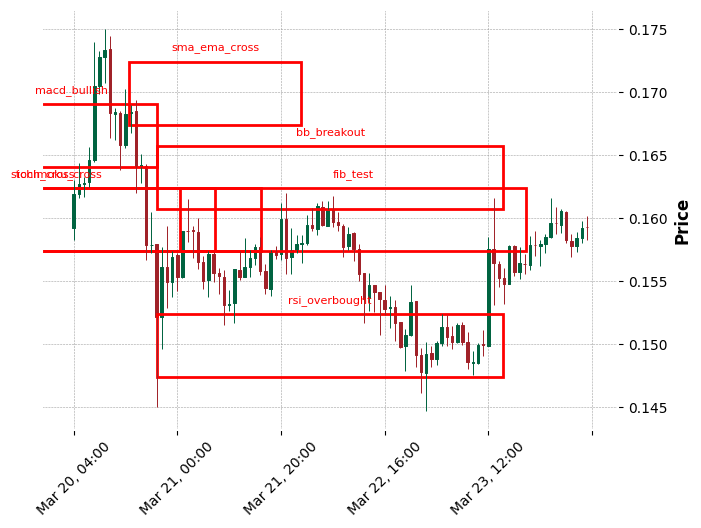 sma_ema_cross
macd_bullish
bb_breakout
fib_test
rsi_overbought
0.175
0.170
0.165
0.160
0.155
0.150
0.145
Price
Mar 20, 04:00
Mar 21, 00:00
Mar 21, 20:00
Mar 22, 16:00
Mar 23, 12:00